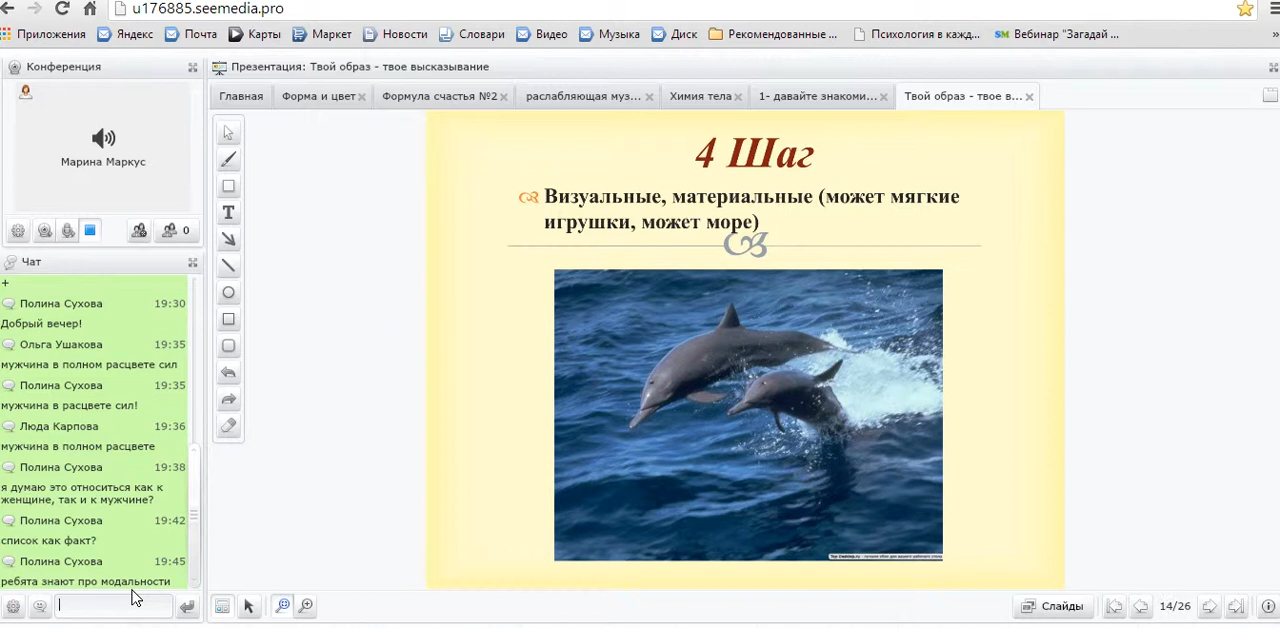 u176885.seemedia.pro
Приложения Яндекс Почта Карты Маркет Новости Словари Видео Музыка Диск Рекомендованные ... Психология в кажд... SM Вебинар "Загадай ... »
Конференция
Презентация: Твой образ - твое высказывание
Главная Форма и цвет Формула счастья №2 раслабляющая муз... Химия тела 1- давайте знакоми... Твой образ - твое в...
Марина Маркус
0
Чат
+
Полина Сухова 19:30
Добрый вечер!
Ольга Ушакова 19:35
мужчина в полном расцвете сил
Полина Сухова 19:35
мужчина в расцвете сил!
Люда Карпова 19:36
мужчина в полном расцвете
Полина Сухова 19:38
я думаю это относиться как к
женщине, так и к мужчине?
Полина Сухова 19:42
список как факт?
Полина Сухова 19:45
ребята знают про модальности
T
4 Шаг
Визуальные, материальные (может мягкие
игрушки, может море)
Слайды 14/26